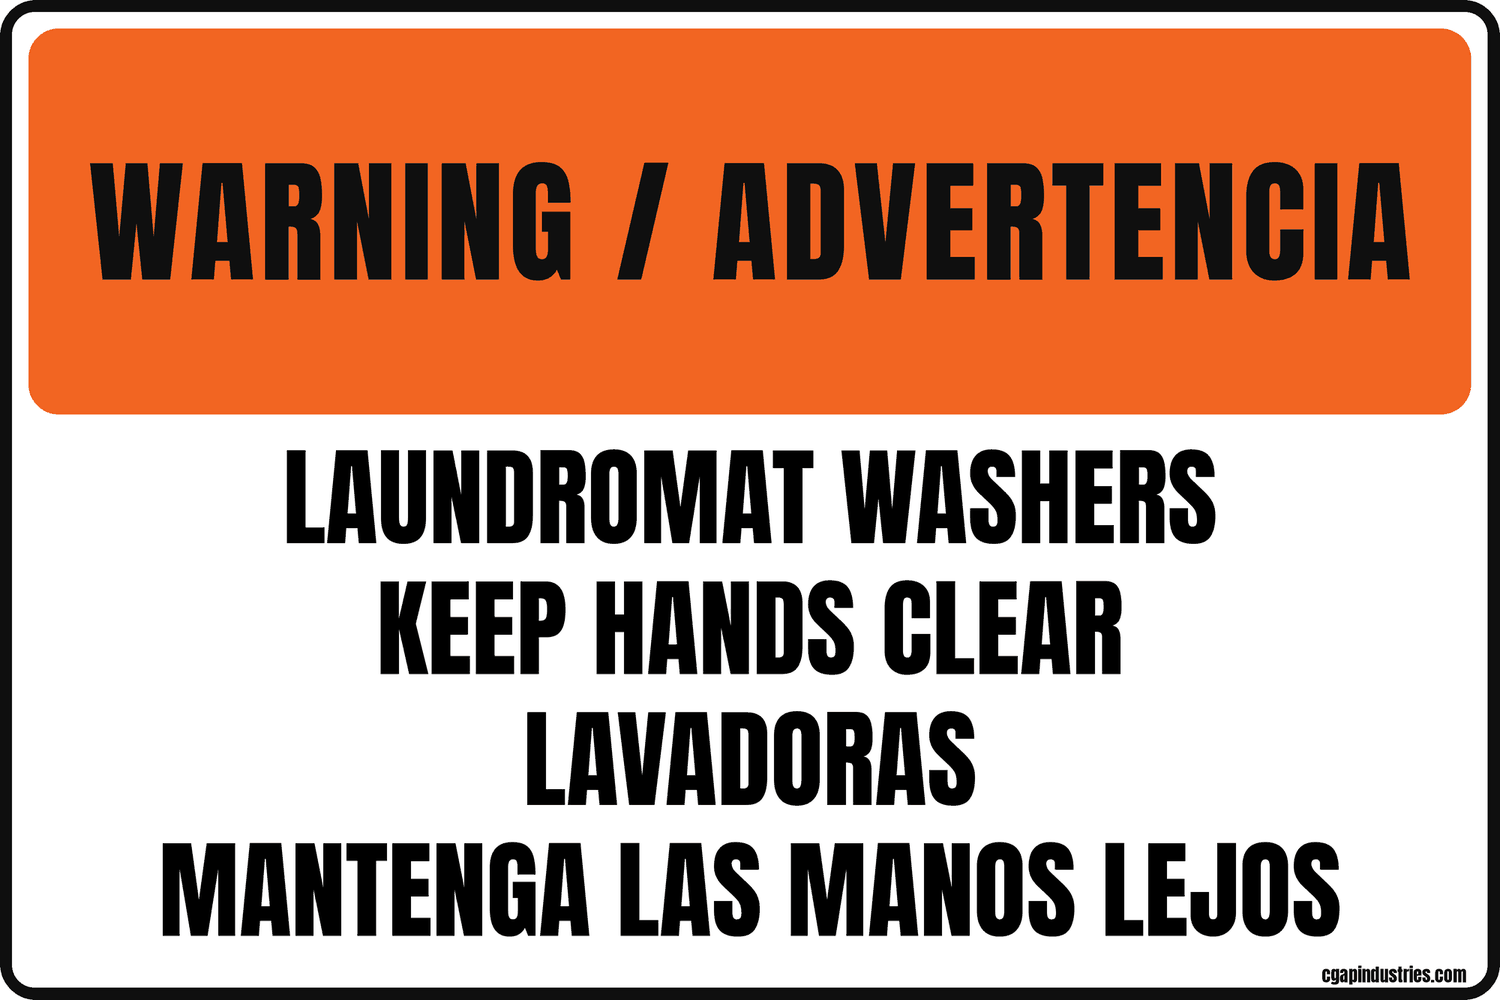 WARNING / ADVERTENCIA
LAUNDROMAT WASHERS
KEEP HANDS CLEAR
LAVADORAS
MANTENGA LAS MANOS LEJOS
cgapindustries.com